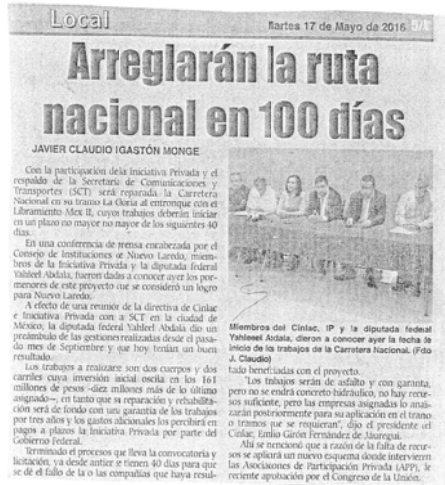 Local
Martes 17 de Mayo de 2016 5/A
Arreglarán la ruta
nacional en 100 días
JAVIER CLAUDIO IGASTÓN MONGE
Con la participación dela Iniciativa Privada y el
respaldo de la Secretaría de Comunicaciones y
Transportes (SCT) será reparada la Carretera
Nacional en su tramo La Gloria al entronque con el
Libramiento Mex II, cuyos trabajos deberán iniciar
en un plazo no mayor no mayor de los siguientes 40
días.
En una conferencia de prensa encabezada por el
Consejo de Instituciones de Nuevo Laredo, miem-
bros de la Iniciativa Privada y la diputada federal
Yahleel Abdala, fueron dados a conocer ayer los por-
menores de este proyecto que se consideró un logro
para Nuevo Laredo.
A efecto de una reunión de la directiva de Cinlac
e Iniciativa Privada con a SCT en la ciudad de
México, la diputada federal Yahleel Abdala dio un
preámbulo de las gestiones realizadas desde el pasa-
do mes de Septiembre y que hoy tenían un buen
resultado.
Los trabajos a realizarse son dos cuerpos y dos
carriles cuya inversión inicial oscila en los 161
millones de pesos -diez millones más de lo último
asignado-, en tanto que su reparación y rehabilita-
ción será de fondo con una garantía de los trabajos
por tres años y los gastos adicionales los percibirá en
pagos a plazos la Iniciativa Privada por parte del
Gobierno Federal.
Terminado el procesos que lleva la convocatoria y
licitación, ya desde antier se tienen 40 días para que
se dé el fallo de la o las compañías que haya resul-
Miembros del Cinlac, IP y la diputada federal
Yahleel Abdala, dieron a conocer ayer la fecha de
inicio de los trabajos de la Carretera Nacional. (Fdo
J. Claudio)
tado beneficiadas con el proyecto.
"Los trabajos serán de asfalto y con garantía,
pero no se endrá concreto hidráulico, no hay recur-
sos suficiente, pero las empresas asignadas lo anali-
zarán posteriormente para su aplicación en el tramo
o tramos que se requieran", dijo el presidente del
Cinlac, Emilio Girón Fernández de Jáuregui.
Ahí se mencionó que a razón de la falta de recur-
sos se aplicará un nuevo esquema donde intervienen
las Asociaciones de Participación Privada (APP), de
reciente aprobación por el Congreso de la Unión.